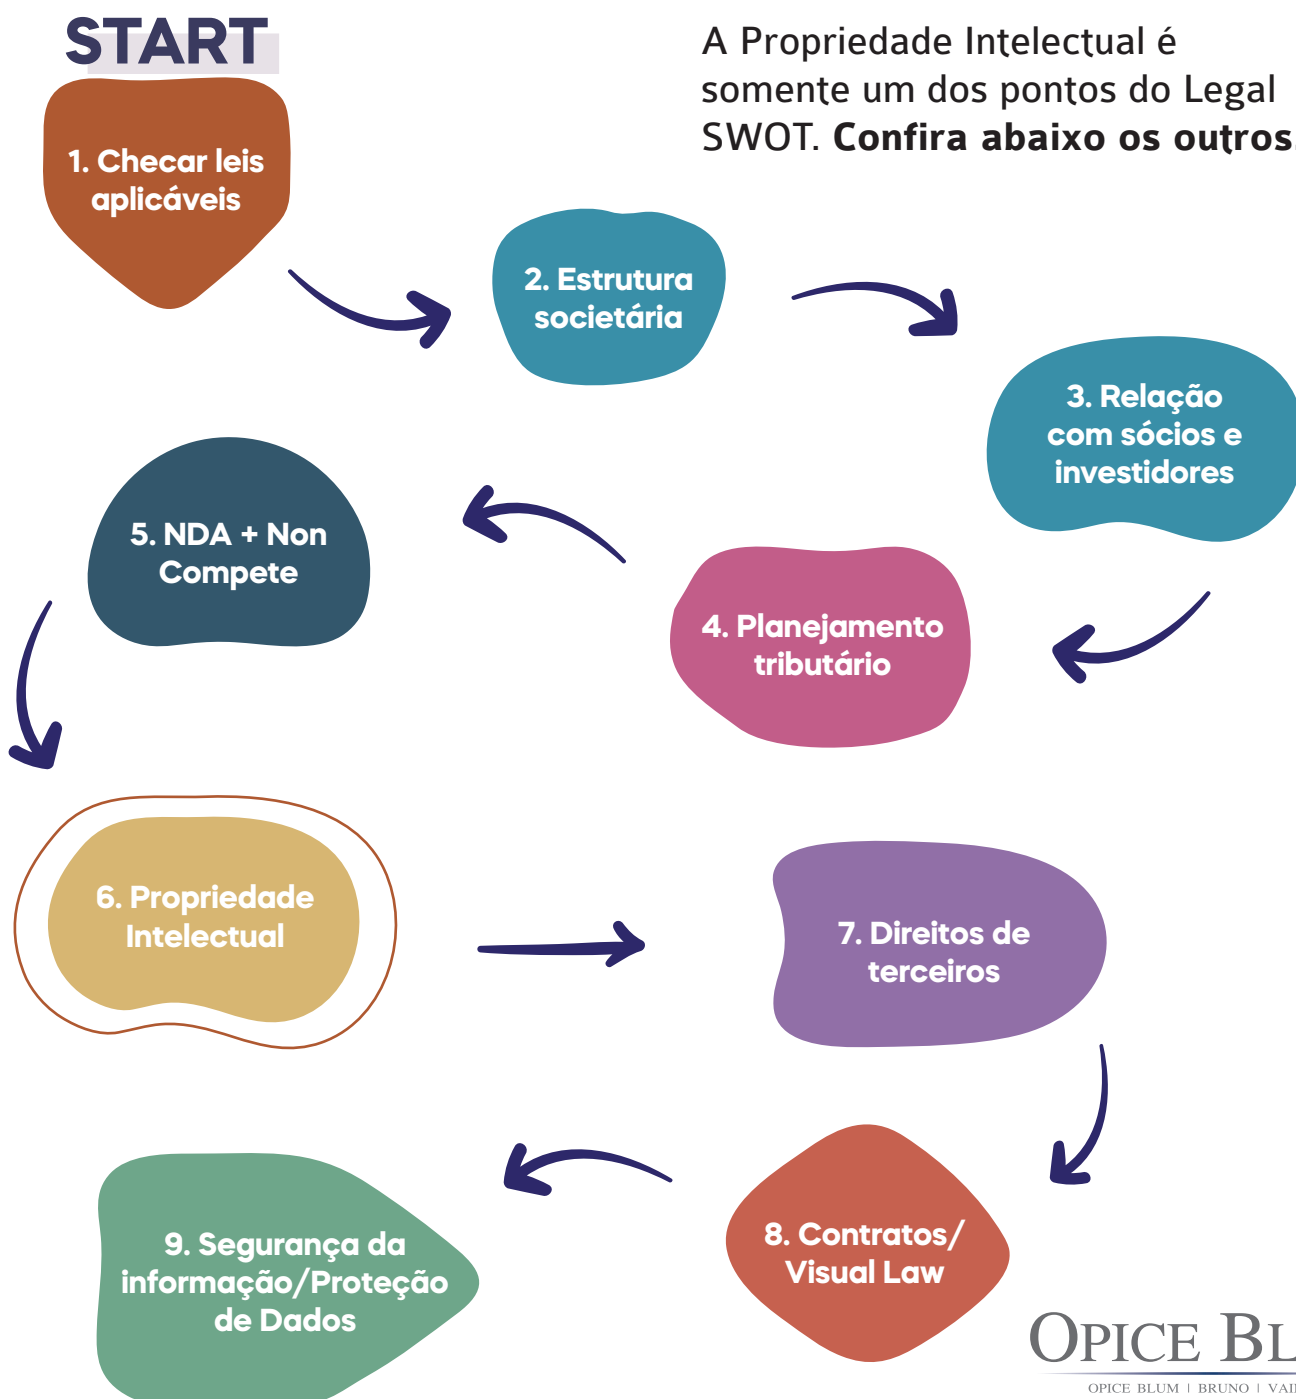 START
A Propriedade Intelectual é
somente um dos pontos do Legal
SWOT. Confira abaixo os outros.
1. Checar leis
aplicáveis
2. Estrutura
societária
3. Relação
com sócios e
investidores
4. Planejamento
tributário
5. NDA + Non
Compete
6. Propriedade
Intelectual
7. Direitos de
terceiros
8. Contratos/
Visual Law
9. Segurança da
informação/Proteção
de Dados
OPICE
OPICE BLUM | BRUNO |